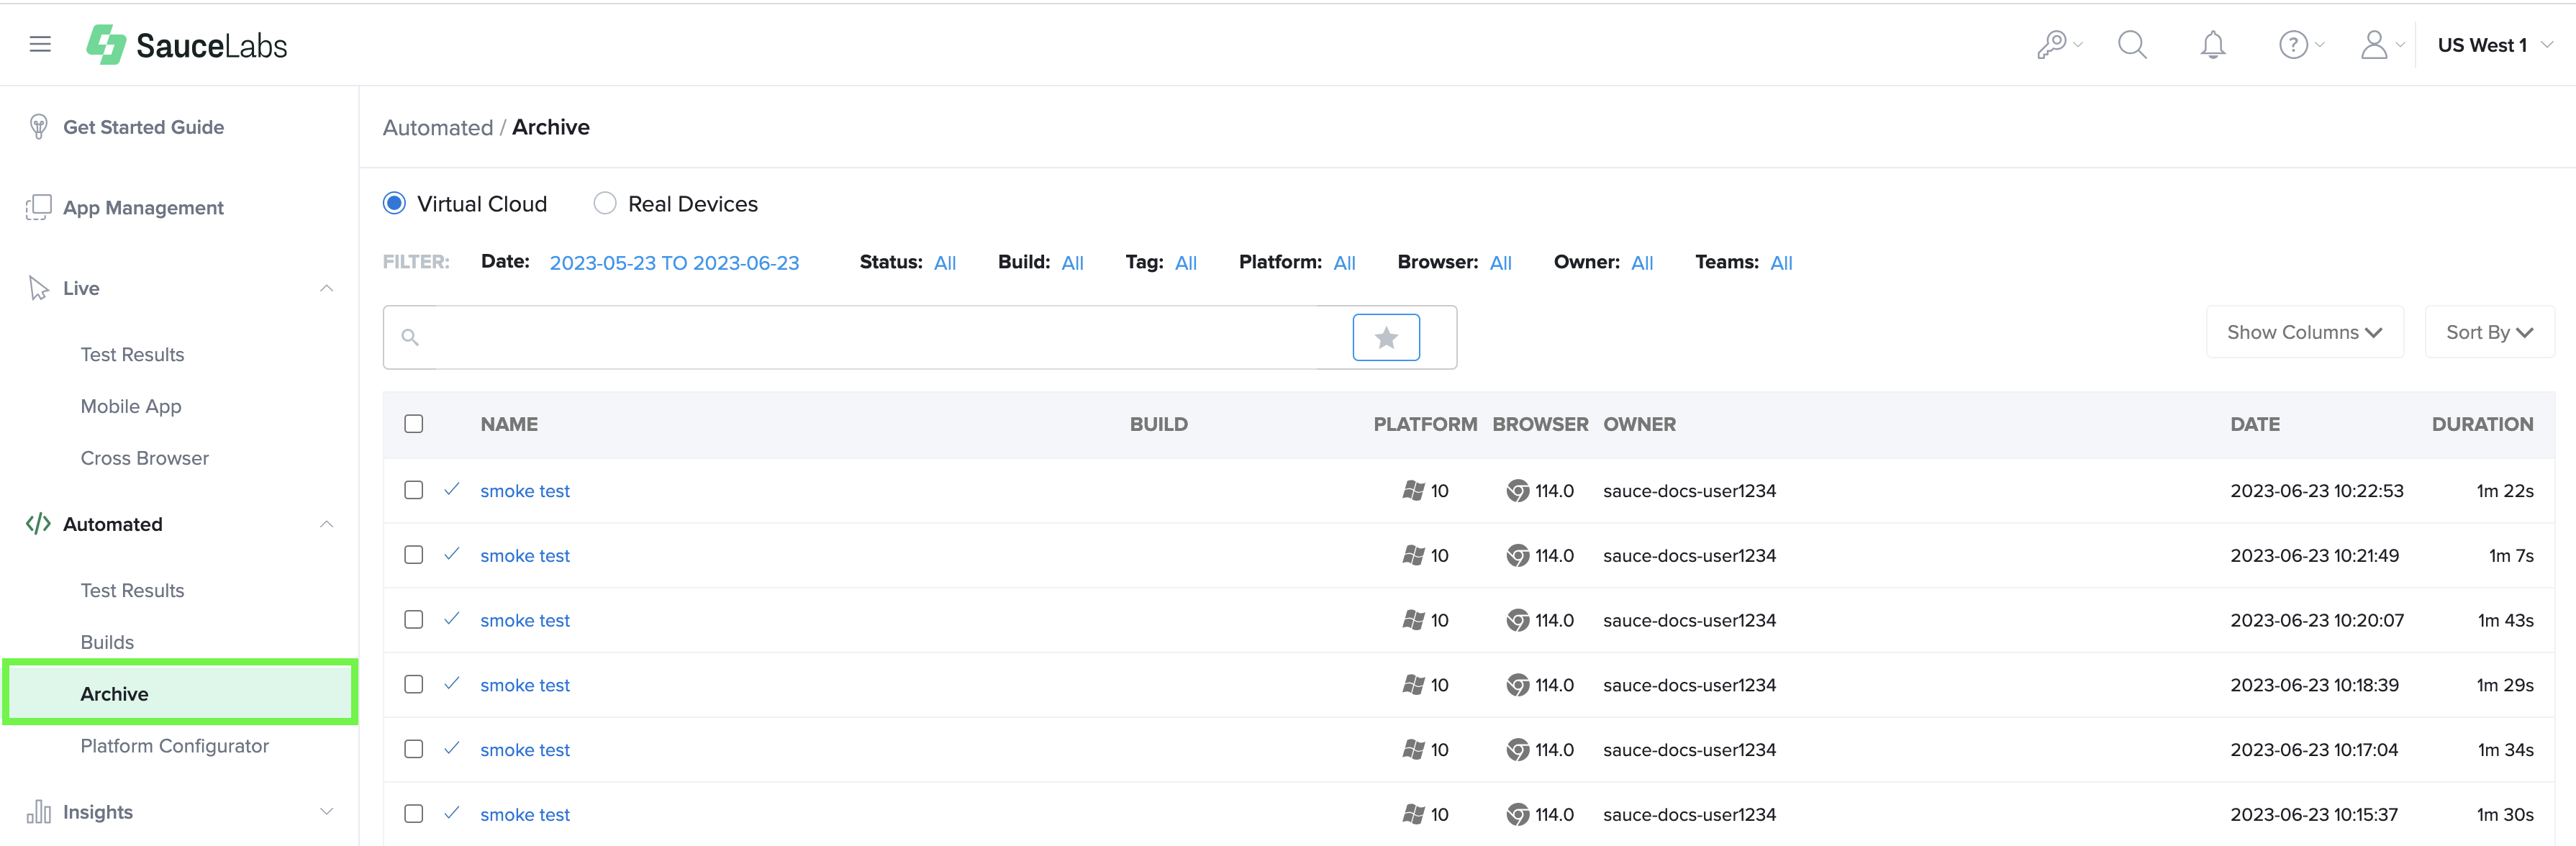 SauceLabs
US West 1
Get Started Guide
App Management
Live
Test Results
Mobile App
Cross Browser
Automated
Test Results
Builds
Archive
Platform Configurator
Insights
Automated / Archive
Virtual Cloud Real Devices
FILTER: Date: 2023-05-23 TO 2023-06-23 Status: All Build: All Tag: All Platform: All Browser: All Owner: All Teams: All
Show Columns Sort By
NAME BUILD PLATFORM BROWSER OWNER DATE DURATION
smoke test 10 114.0 sauce-docs-user1234 2023-06-23 10:22:53 1m 22s
smoke test 10 114.0 sauce-docs-user1234 2023-06-23 10:21:49 1m 7s
smoke test 10 114.0 sauce-docs-user1234 2023-06-23 10:20:07 1m 43s
smoke test 10 114.0 sauce-docs-user1234 2023-06-23 10:18:39 1m 29s
smoke test 10 114.0 sauce-docs-user1234 2023-06-23 10:17:04 1m 34s
smoke test 10 114.0 sauce-docs-user1234 2023-06-23 10:15:37 1m 30s